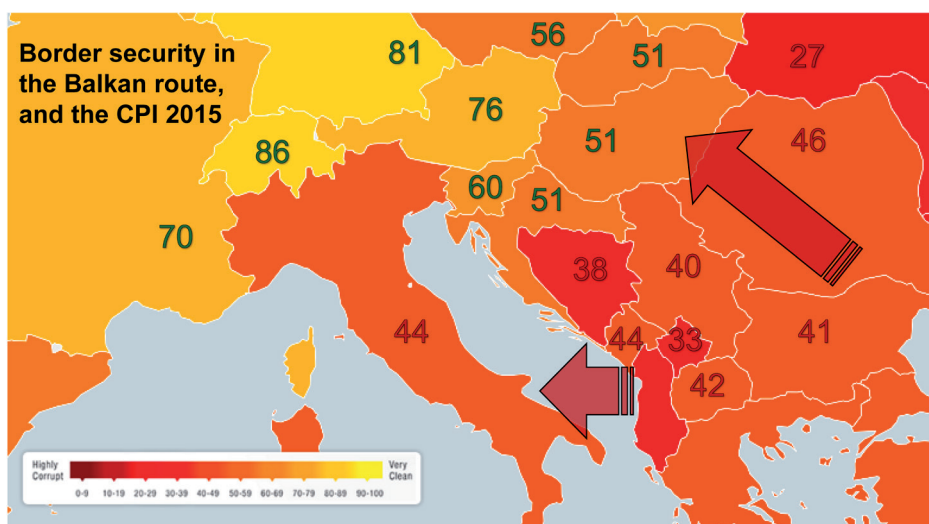 Border security in
the Balkan route,
and the CPI 2015
56
81
51
27
76
86
51
46
60
51
70
38
40
44
44
33
41
42
Highly
Corrupt
Very
Clean
0-9 10-19 20-29 30-39 40-49 50-59 60-69 70-79 80-89 90-100